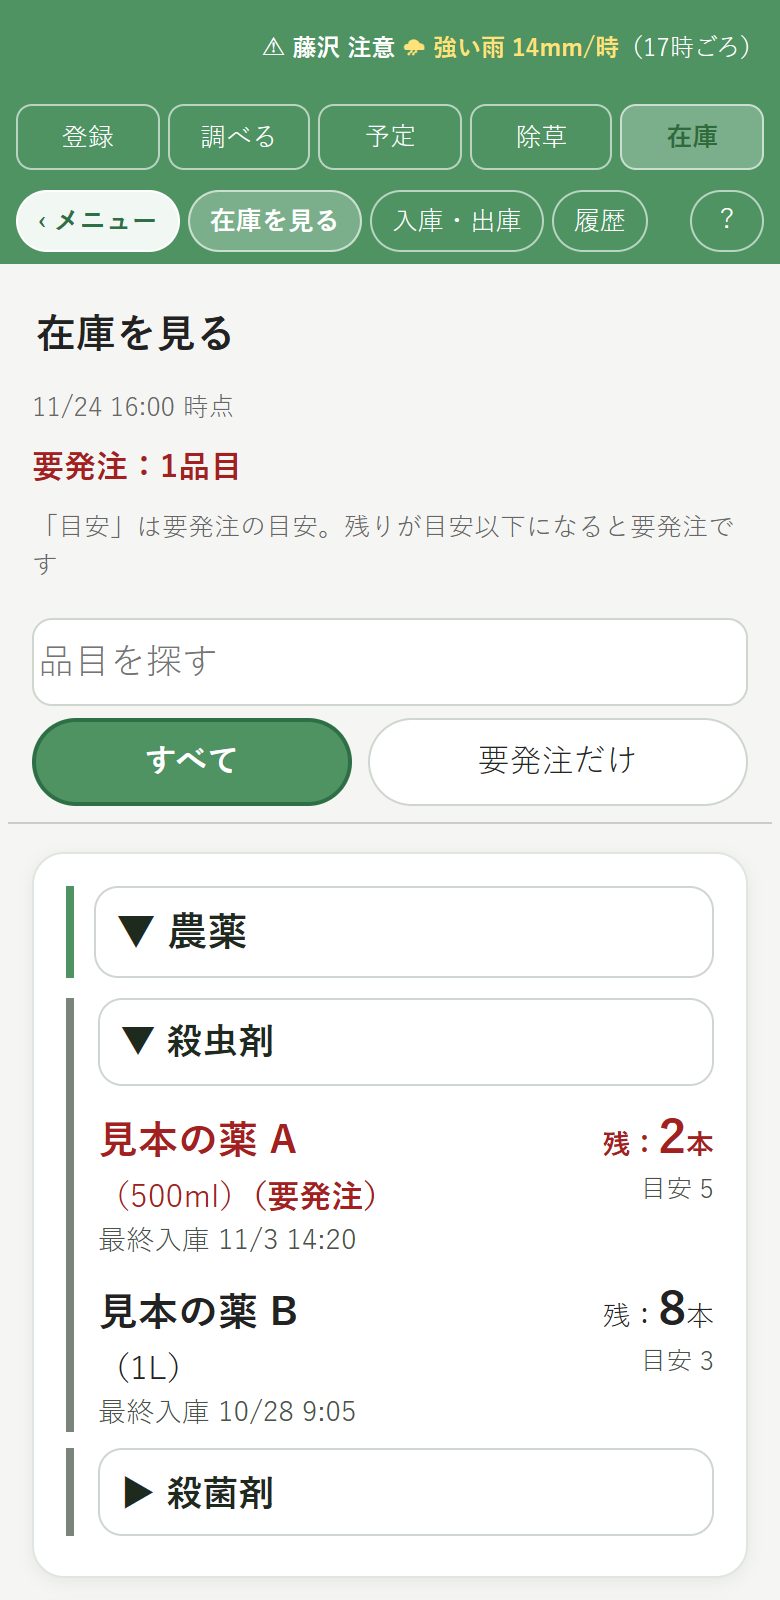 ⚠ 藤沢 注意 🌧 強い雨 14mm/時（17時ごろ）
登録 調べる 予定 除草 在庫
‹ メニュー 在庫を見る 入庫・出庫 履歴 ?
在庫を見る
11/24 16:00 時点
要発注：1品目
「目安」は要発注の目安。残りが目安以下になると要発注で
す
品目を探す
すべて 要発注だけ
▼ 農薬
▼ 殺虫剤
見本の薬 A 残：2本
（500ml）（要発注） 目安 5
最終入庫 11/3 14:20
見本の薬 B 残：8本
（1L） 目安 3
最終入庫 10/28 9:05
▶ 殺菌剤